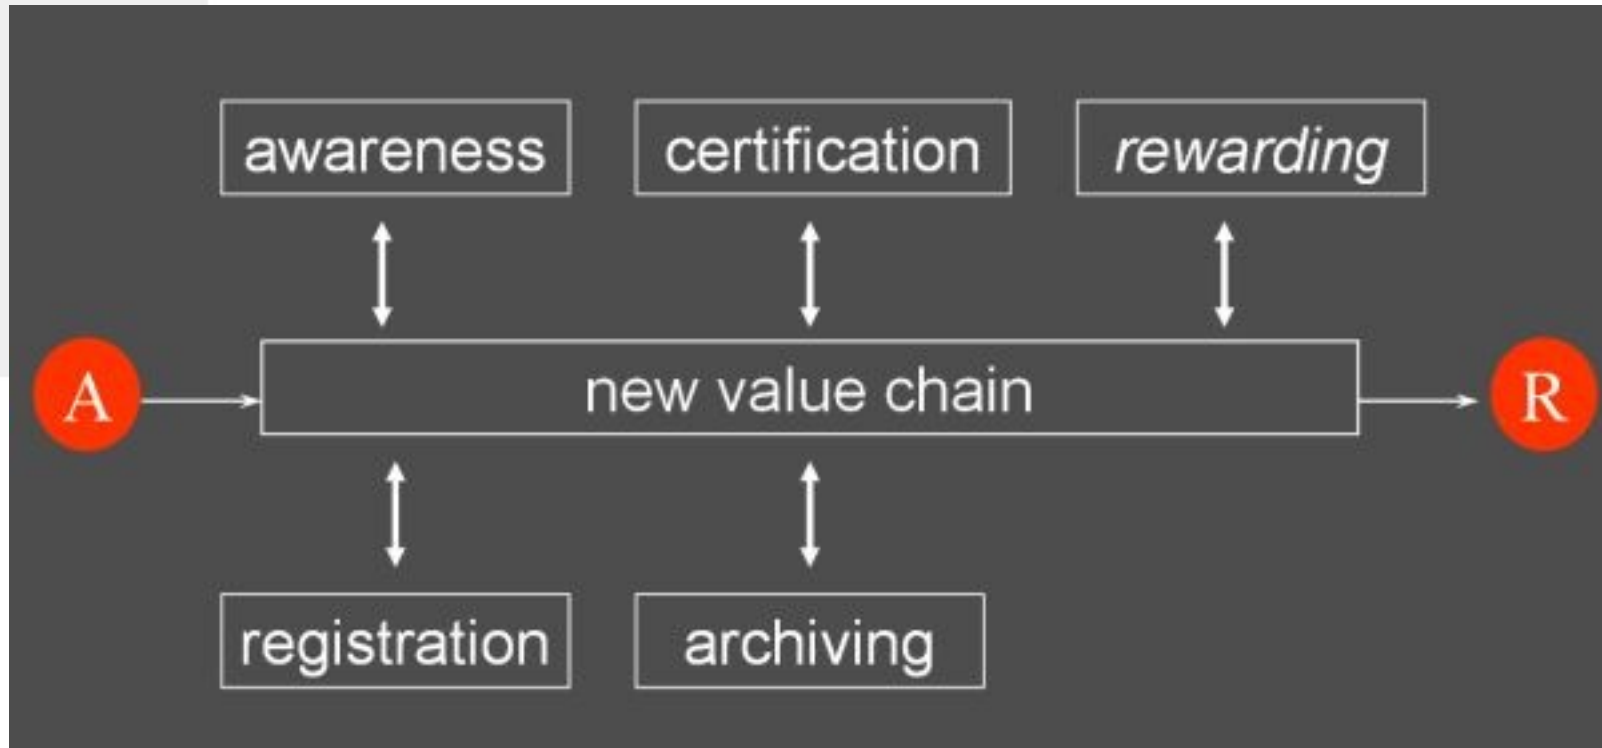 awareness
certification
rewarding
A
new value chain
R
registration
archiving